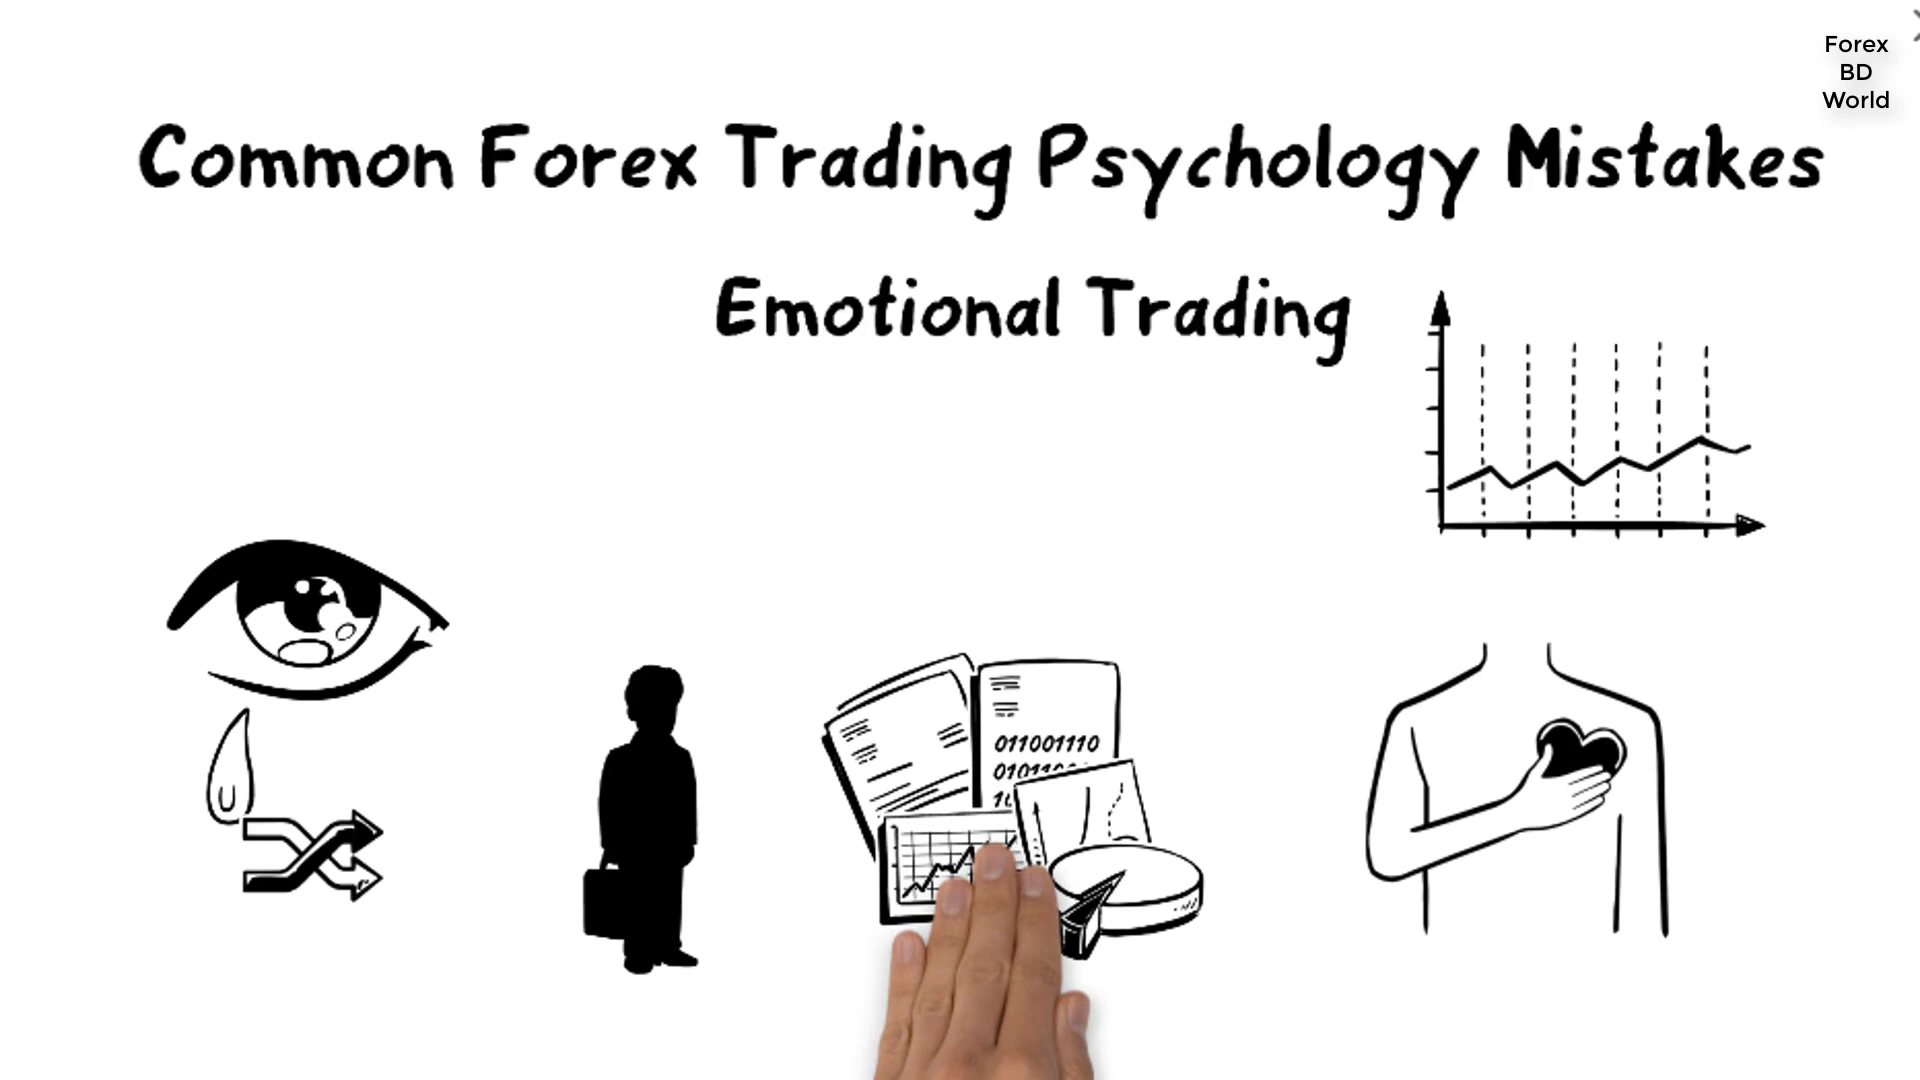 Forex
BD
World
Common Forex Trading Psychology Mistakes
Emotional Trading
011001110